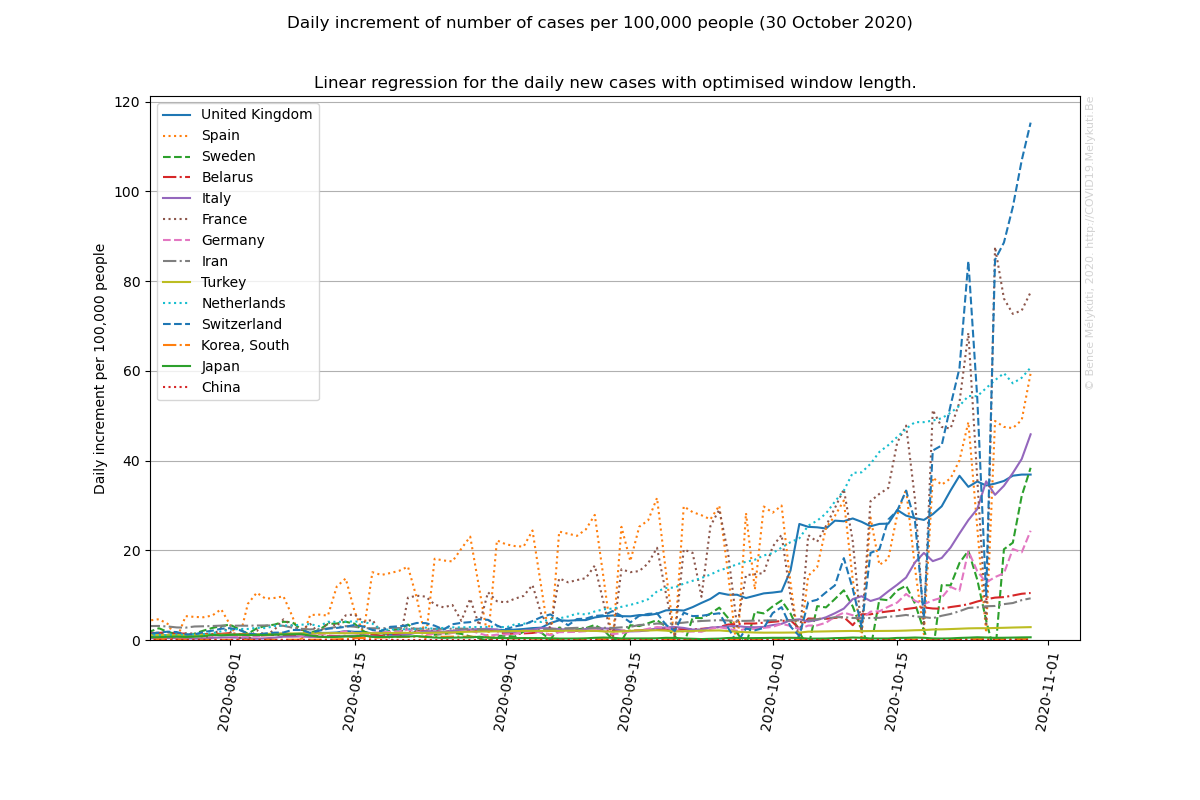 Daily increment of number of cases per 100,000 people (30 October 2020)
Linear regression for the daily new cases with optimised window length.
120
100
80
60
40
20
0
Daily increment per 100,000 people
United Kingdom
Spain
Sweden
Belarus
Italy
France
Germany
Iran
Turkey
Netherlands
Switzerland
Korea, South
Japan
China
2020-08-01
2020-08-15
2020-09-01
2020-09-15
2020-10-01
2020-10-15
2020-11-01
© Bence Mélykúti, 2020. http://COVID19.Melykuti.Be